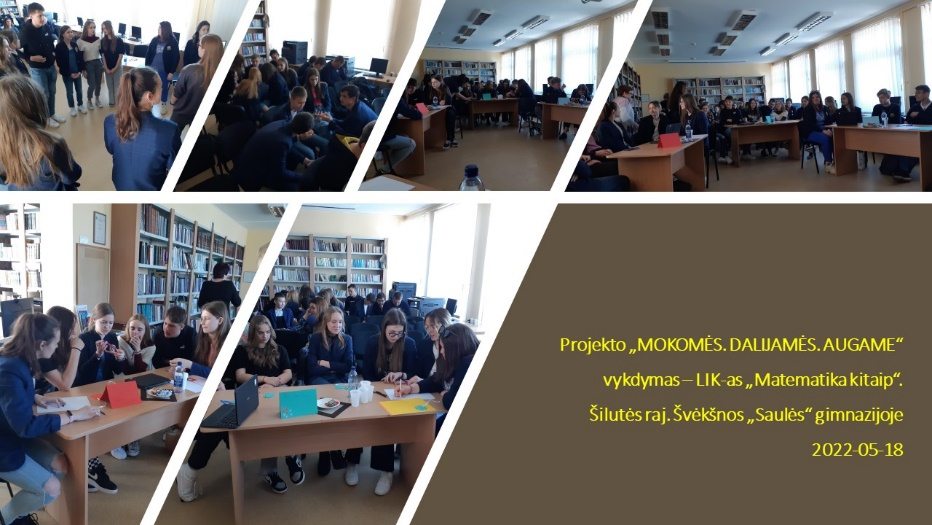 Projekto „MOKOMĖS. DALIJAMĖS. AUGAME“
vykdymas – LIK-as „Matematika kitaip“.
Šilutės raj. Švėkšnos „Saulės“ gimnazijoje
2022-05-18